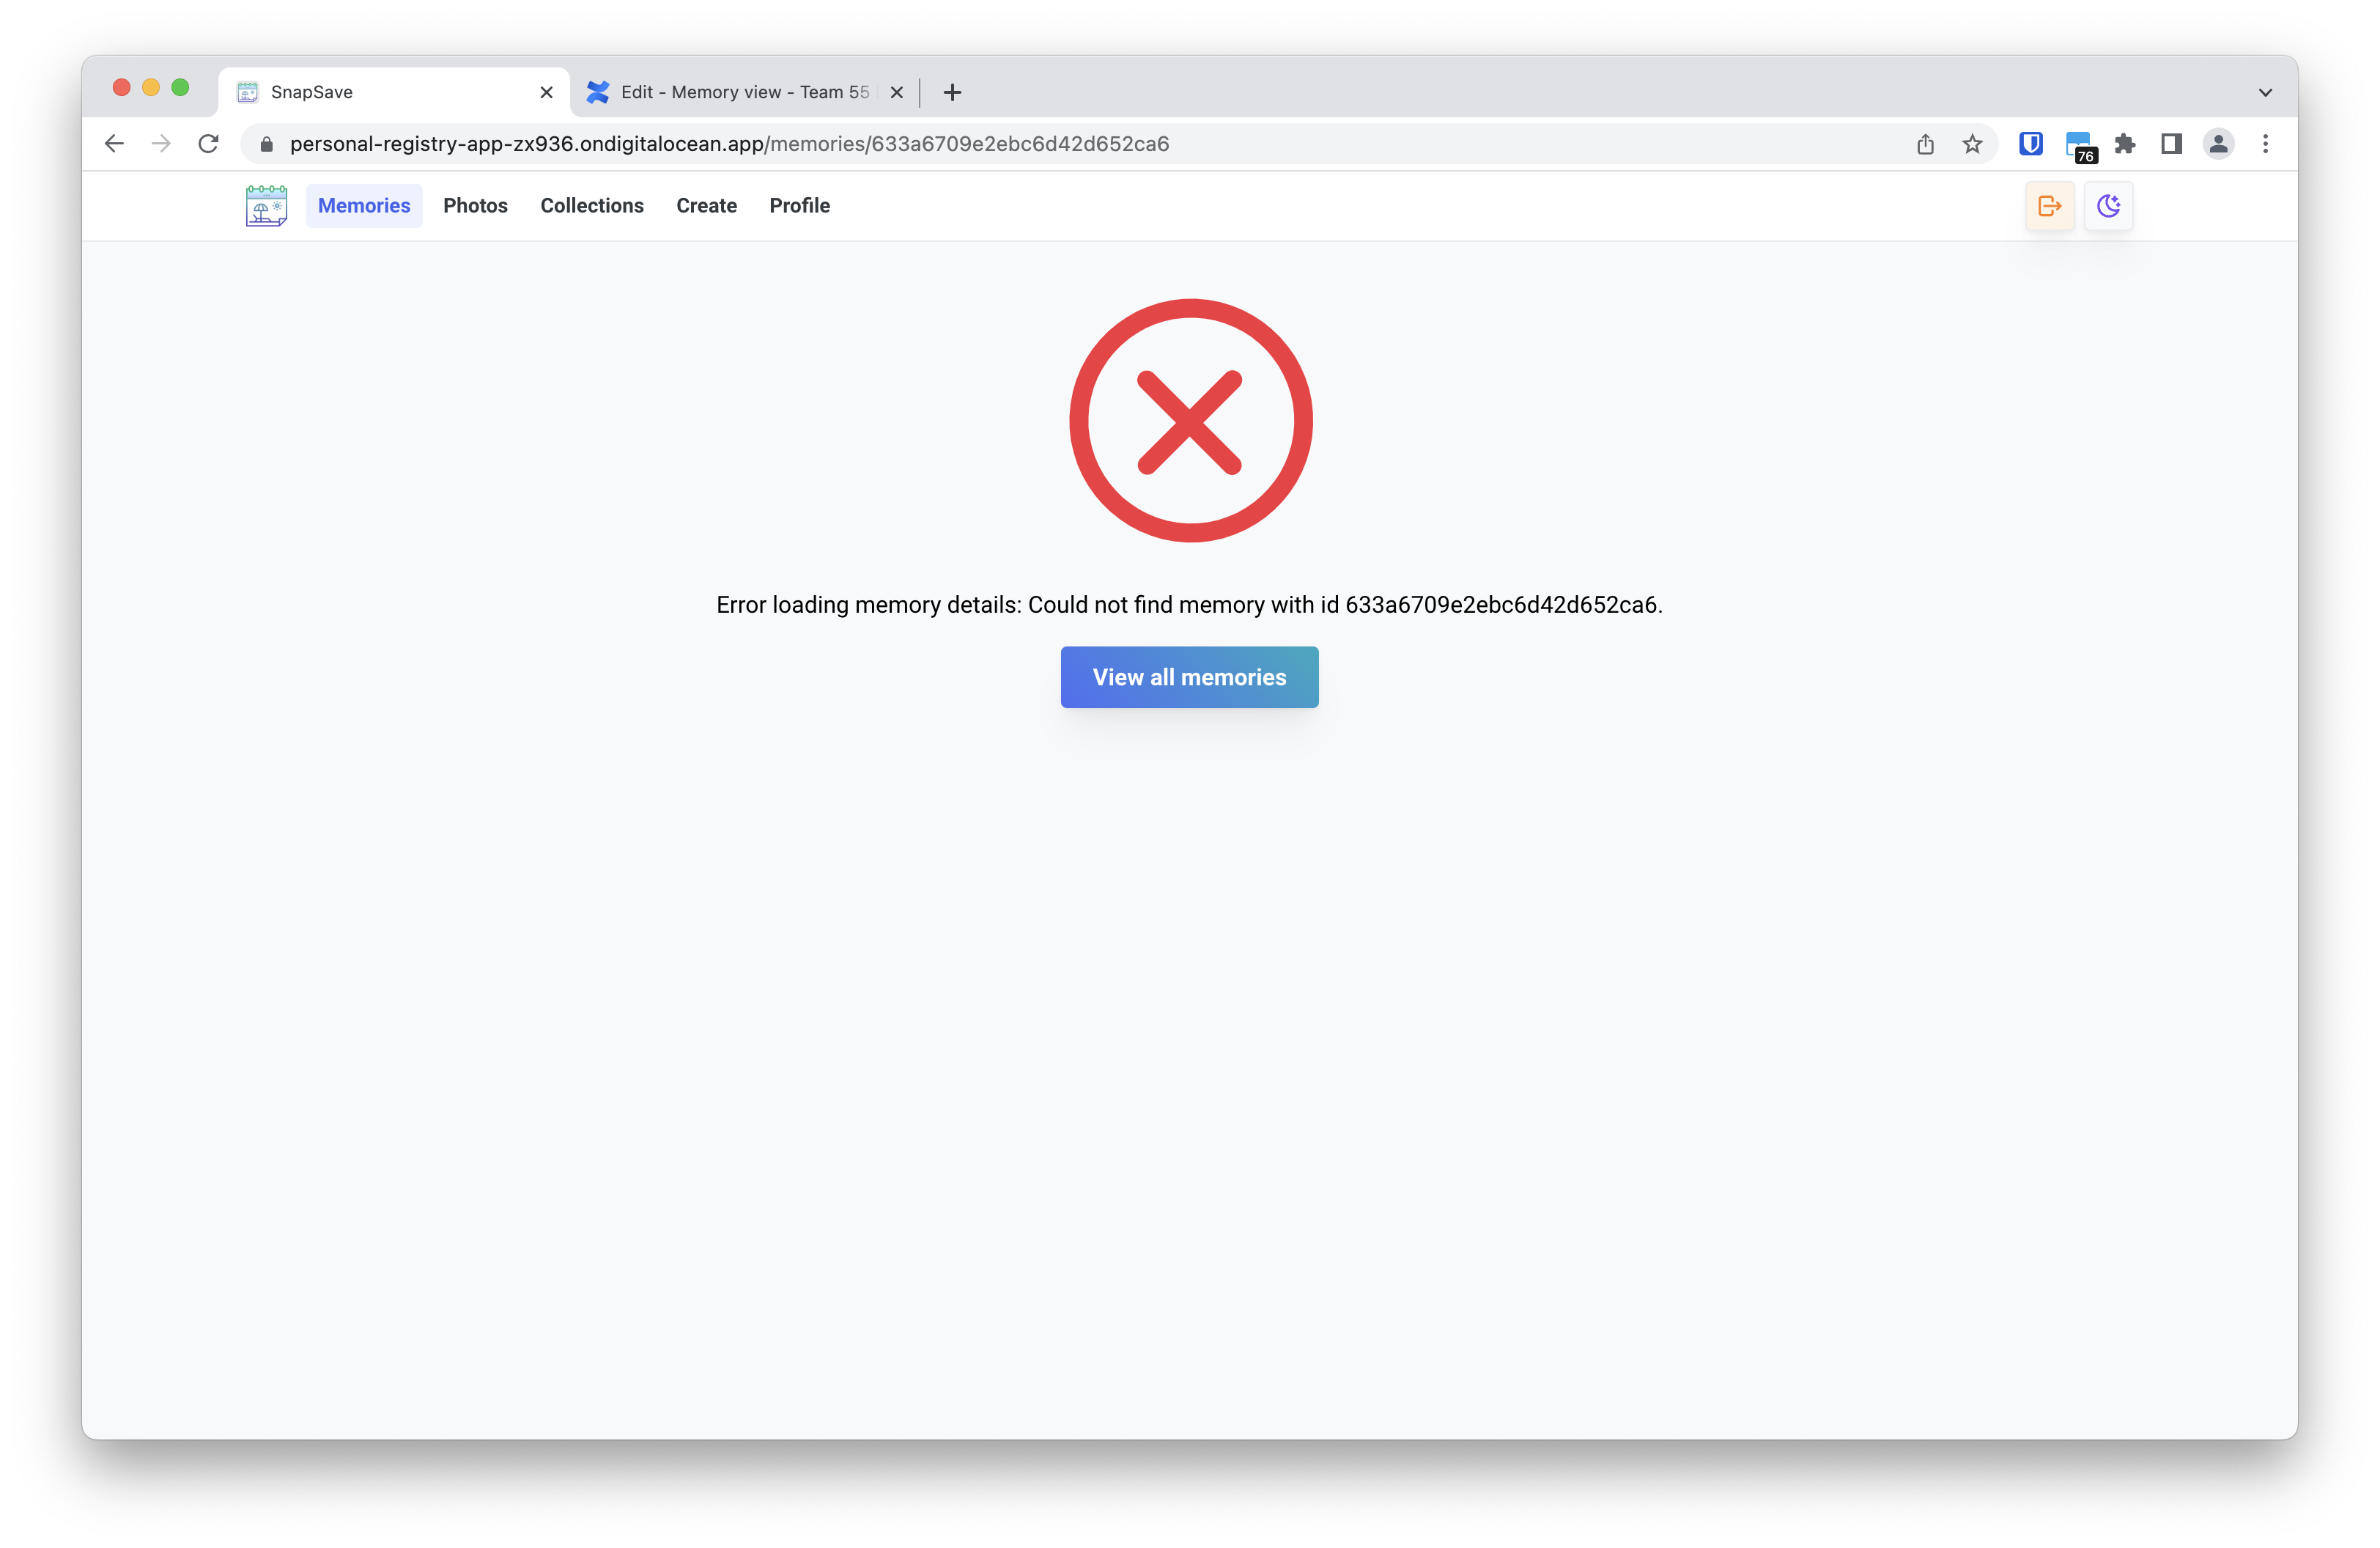 SnapSave
Edit - Memory view - Team 55
personal-registry-app-zx936.ondigitalocean.app/memories/633a6709e2ebc6d42d652ca6
76
Memories
Photos
Collections
Create
Profile
Error loading memory details: Could not find memory with id 633a6709e2ebc6d42d652ca6.
View all memories